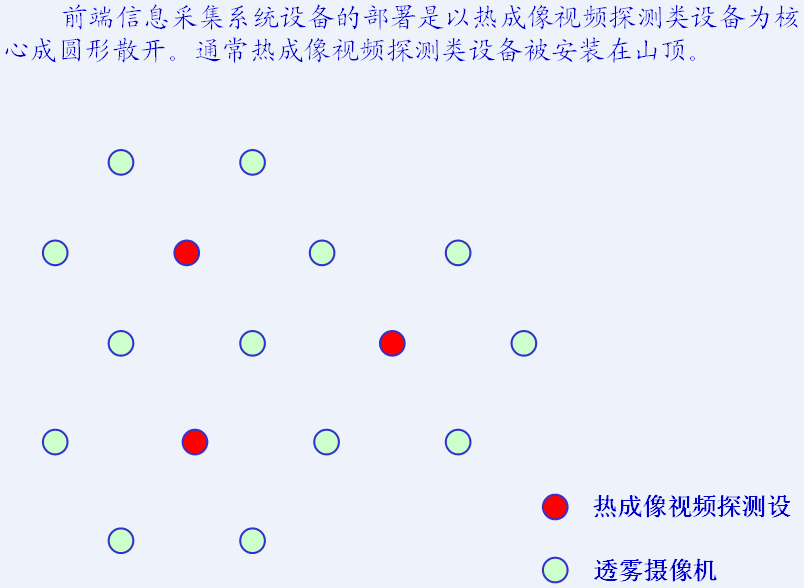 前端信息采集系统设备的部署是以热成像视频探测类设备为核
心成圆形散开。通常热成像视频探测类设备被安装在山顶。
热成像视频探测设
透雾摄像机